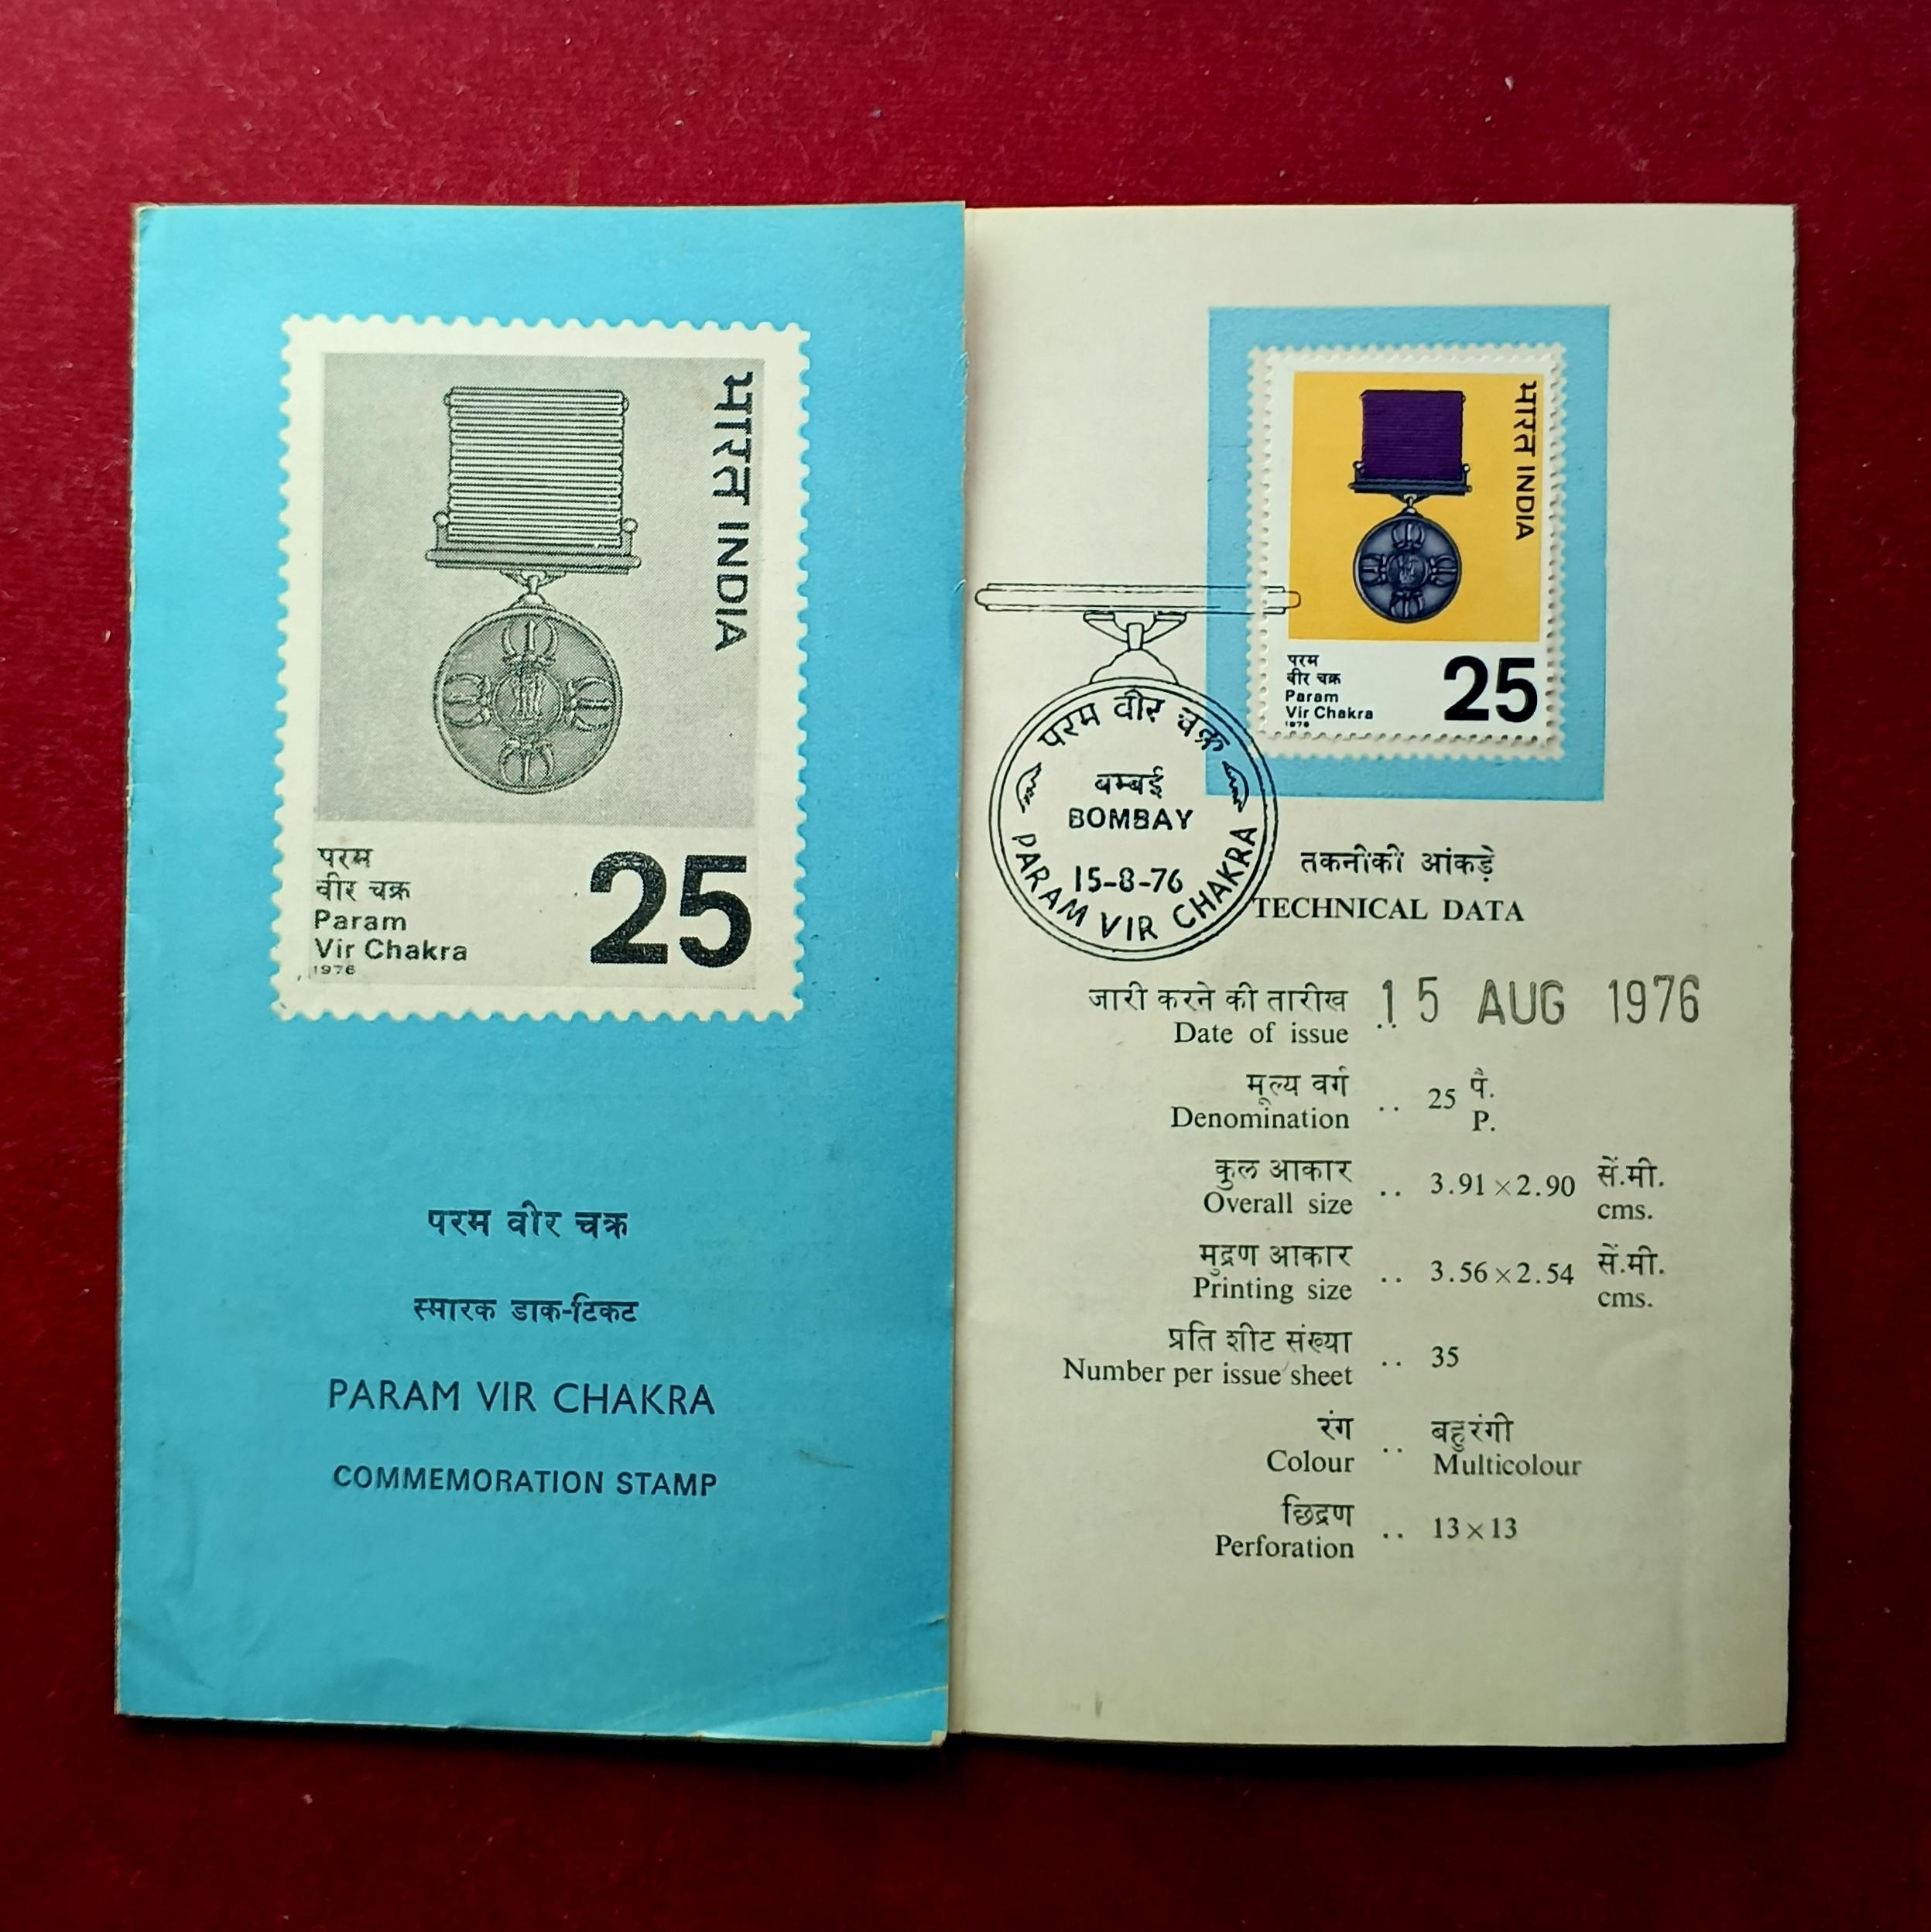 भारत INDIA
परम
वीर चक्र
Param
Vir Chakra
1976
25
परम वीर चक्र
स्मारक डाक-टिकट
PARAM VIR CHAKRA
COMMEMORATION STAMP
भारत INDIA
परम
वीर चक्र
Param
Vir Chakra
1976
25
परम वीर चक्र
बम्बई
BOMBAY
15-8-76
PARAM VIR CHAKRA
तकनीकी आंकड़े
TECHNICAL DATA
जारी करने की तारीख
Date of issue .. 15 AUG 1976
मूल्य वर्ग
Denomination .. 25 पै.
P.
कुल आकार
Overall size .. 3.91×2.90 सें.मी.
cms.
मुद्रण आकार
Printing size .. 3.56×2.54 सें.मी.
cms.
प्रति शीट संख्या
Number per issue sheet .. 35
रंग .. बहुरंगी
Colour Multicolour
छिद्रण
Perforation .. 13×13